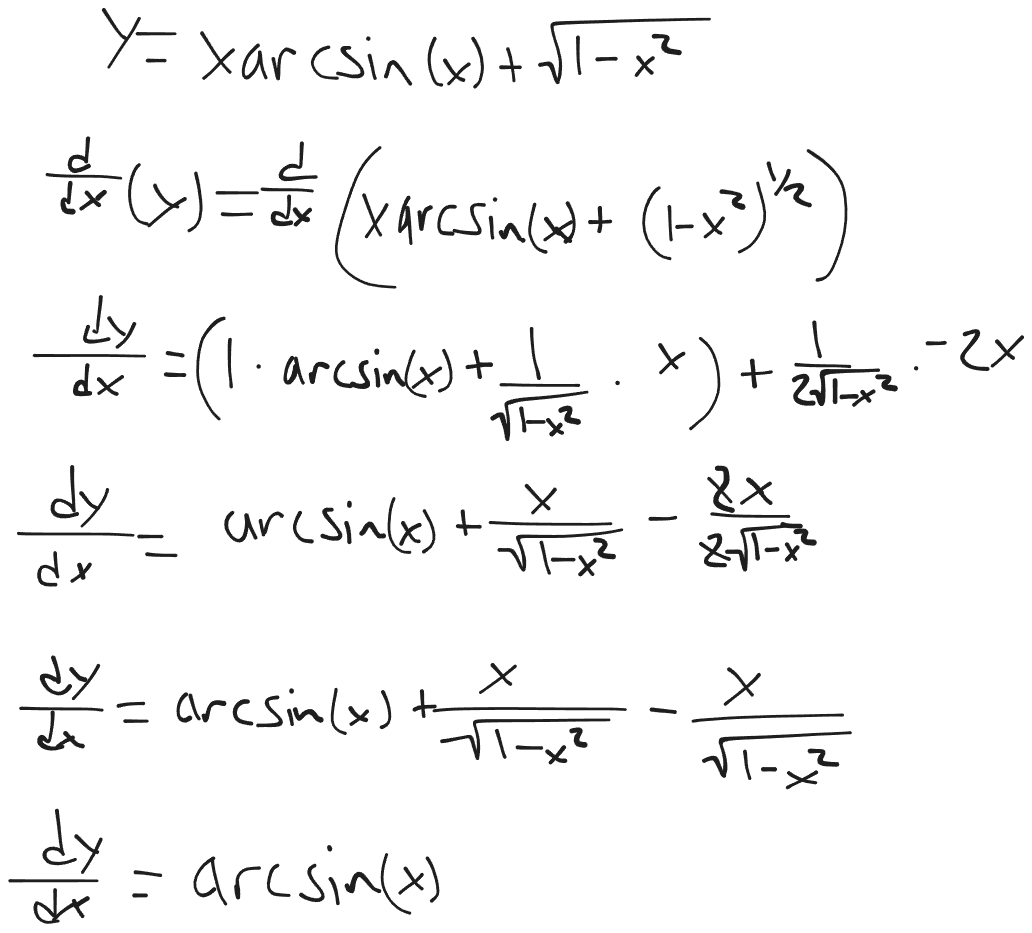 y = x arcsin(x) + √(1-x²)
d/dx (y) = d/dx (x arcsin(x) + (1-x²)^(1/2))
dy/dx = (1 · arcsin(x) + 1/√(1-x²) · x) + 1/(2√(1-x²)) · -2x
dy/dx = arcsin(x) + x/√(1-x²) - 2x/(2√(1-x²))
dy/dx = arcsin(x) + x/√(1-x²) - x/√(1-x²)
dy/dx = arcsin(x)